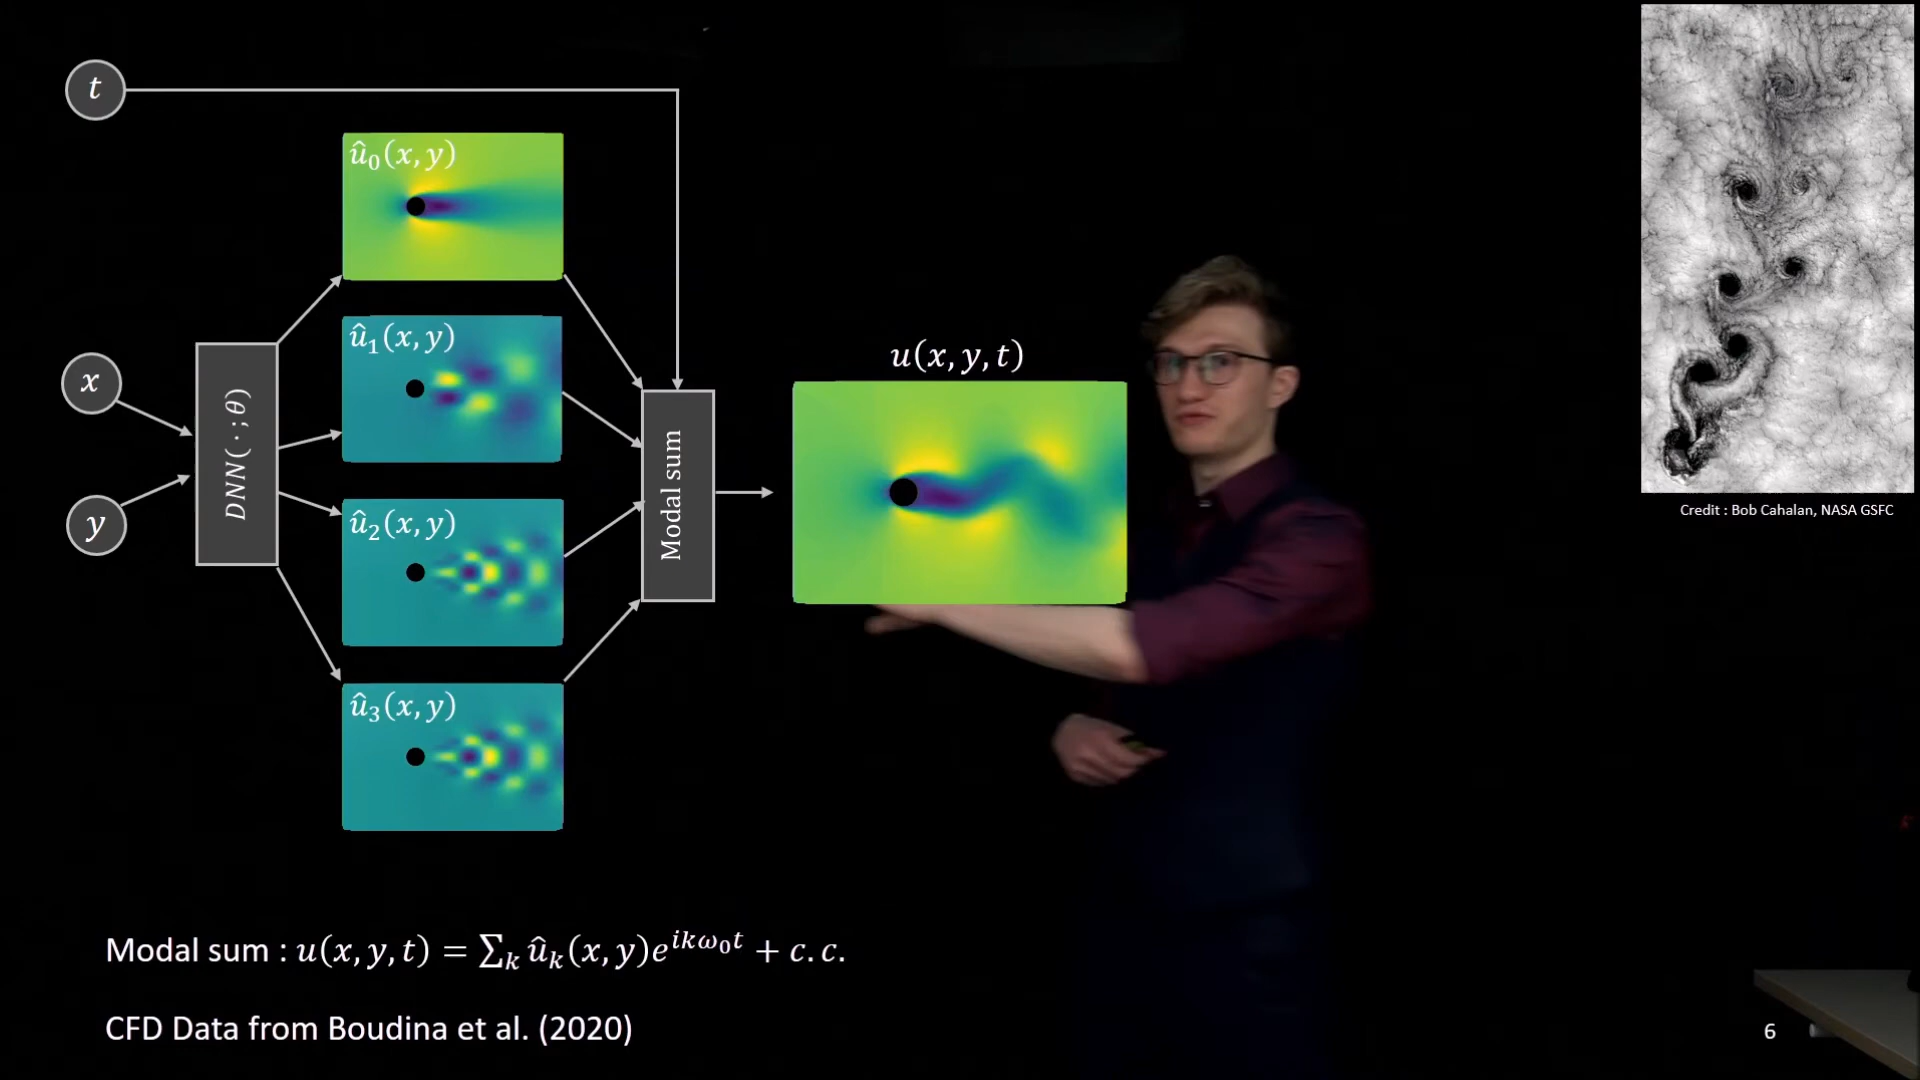 t
û₀(x, y)
û₁(x, y)
x
DNN( · ; θ)
y
û₂(x, y)
û₃(x, y)
Modal sum
u(x, y, t)
Credit : Bob Cahalan, NASA GSFC
Modal sum : u(x, y, t) = ∑ₖ ûₖ(x, y)e^{ikω₀t} + c. c.
CFD Data from Boudina et al. (2020)
6